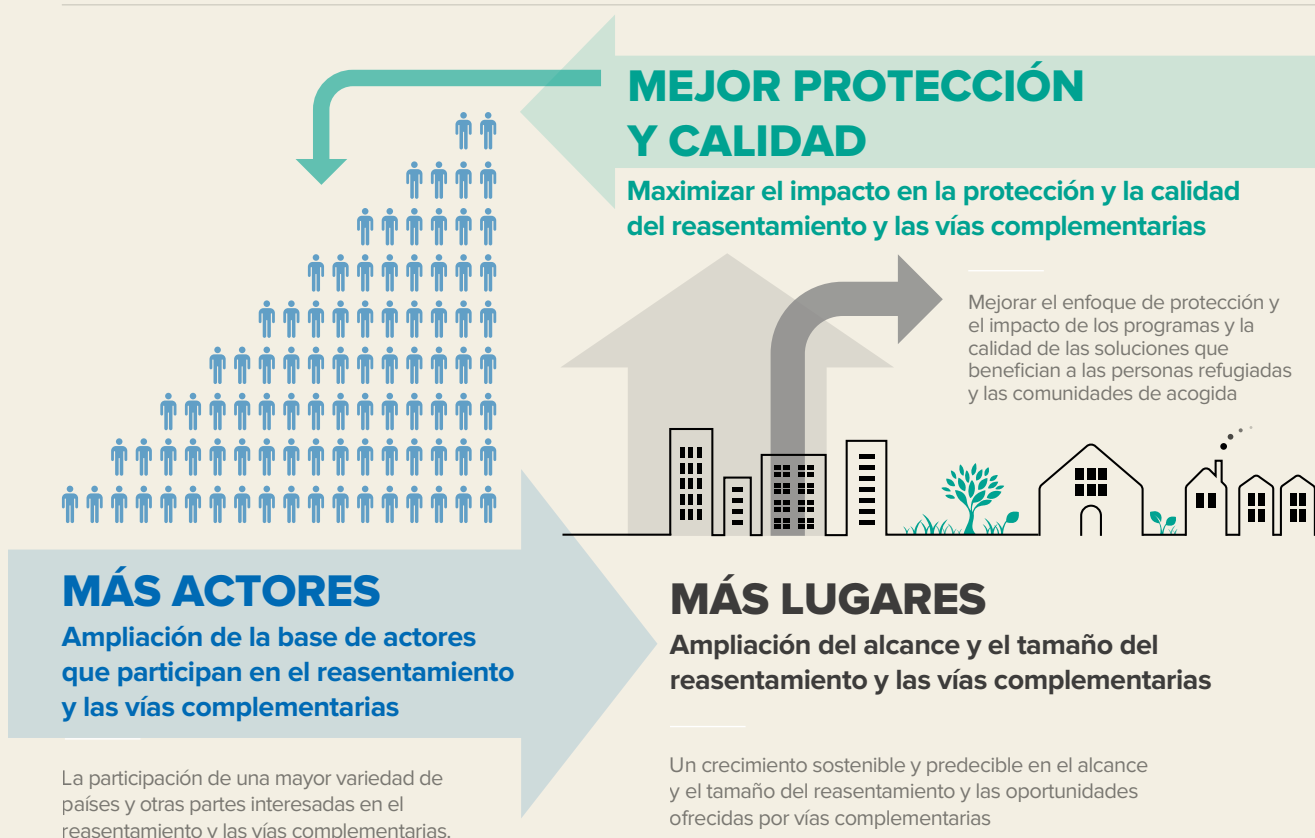 MEJOR PROTECCIÓN
Y CALIDAD
Maximizar el impacto en la protección y la calidad
del reasentamiento y las vías complementarias
Mejorar el enfoque de protección y
el impacto de los programas y la
calidad de las soluciones que
benefician a las personas refugiadas
y las comunidades de acogida
MÁS ACTORES
Ampliación de la base de actores
que participan en el reasentamiento
y las vías complementarias
La participación de una mayor variedad de
países y otras partes interesadas en el
reasentamiento y las vías complementarias.
MÁS LUGARES
Ampliación del alcance y el tamaño del
reasentamiento y las vías complementarias
Un crecimiento sostenible y predecible en el alcance
y el tamaño del reasentamiento y las oportunidades
ofrecidas por vías complementarias